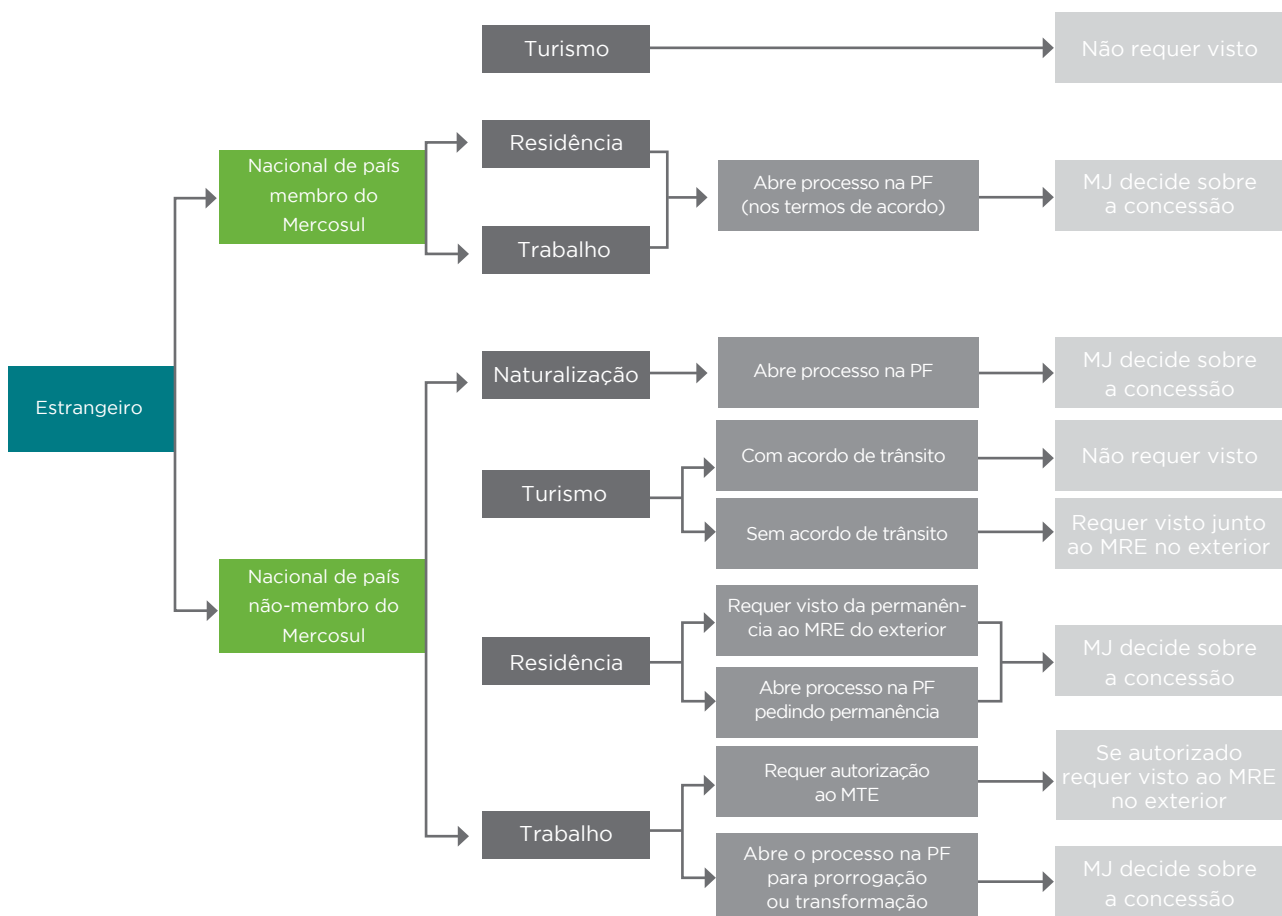 Turismo
Não requer visto
Nacional de país
membro do
Mercosul
Residência
Trabalho
Abre processo na PF
(nos termos de acordo)
MJ decide sobre
a concessão
Estrangeiro
Naturalização
Abre processo na PF
MJ decide sobre
a concessão
Turismo
Com acordo de trânsito
Não requer visto
Sem acordo de trânsito
Requer visto junto
ao MRE no exterior
Nacional de país
não-membro do
Mercosul
Residência
Requer visto da permanên-
cia ao MRE do exterior
Abre processo na PF
pedindo permanência
MJ decide sobre
a concessão
Trabalho
Requer autorização
ao MTE
Se autorizado
requer visto ao MRE
no exterior
Abre o processo na PF
para prorrogação
ou transformação
MJ decide sobre
a concessão